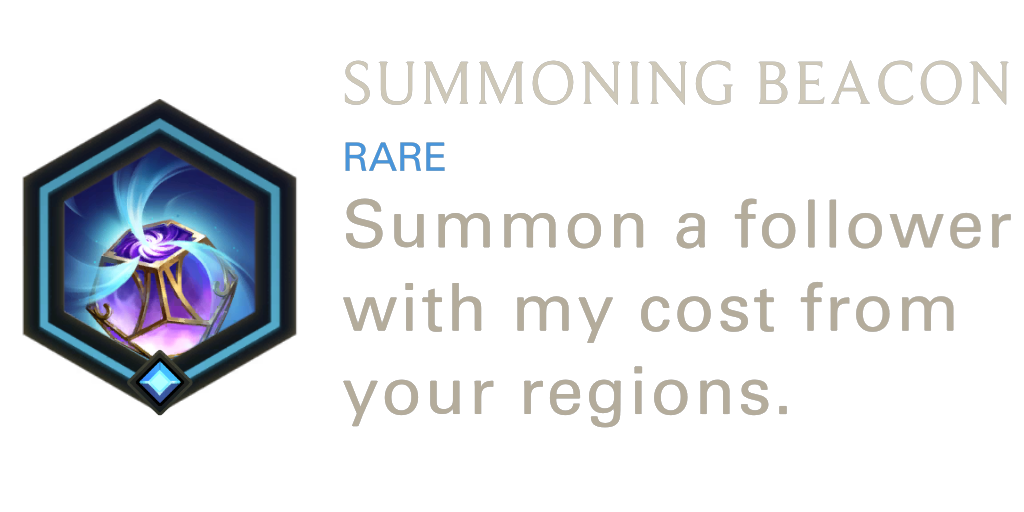 SUMMONING BEACON
RARE
Summon a follower
with my cost from
your regions.